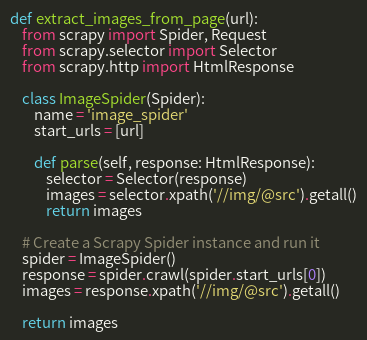 def extract_images_from_page(url):
    from scrapy import Spider, Request
    from scrapy.selector import Selector
    from scrapy.http import HtmlResponse

    class ImageSpider(Spider):
        name = 'image_spider'
        start_urls = [url]

        def parse(self, response: HtmlResponse):
            selector = Selector(response)
            images = selector.xpath('//img/@src').getall()
            return images

    # Create a Scrapy Spider instance and run it
    spider = ImageSpider()
    response = spider.crawl(spider.start_urls[0])
    images = response.xpath('//img/@src').getall()

    return images